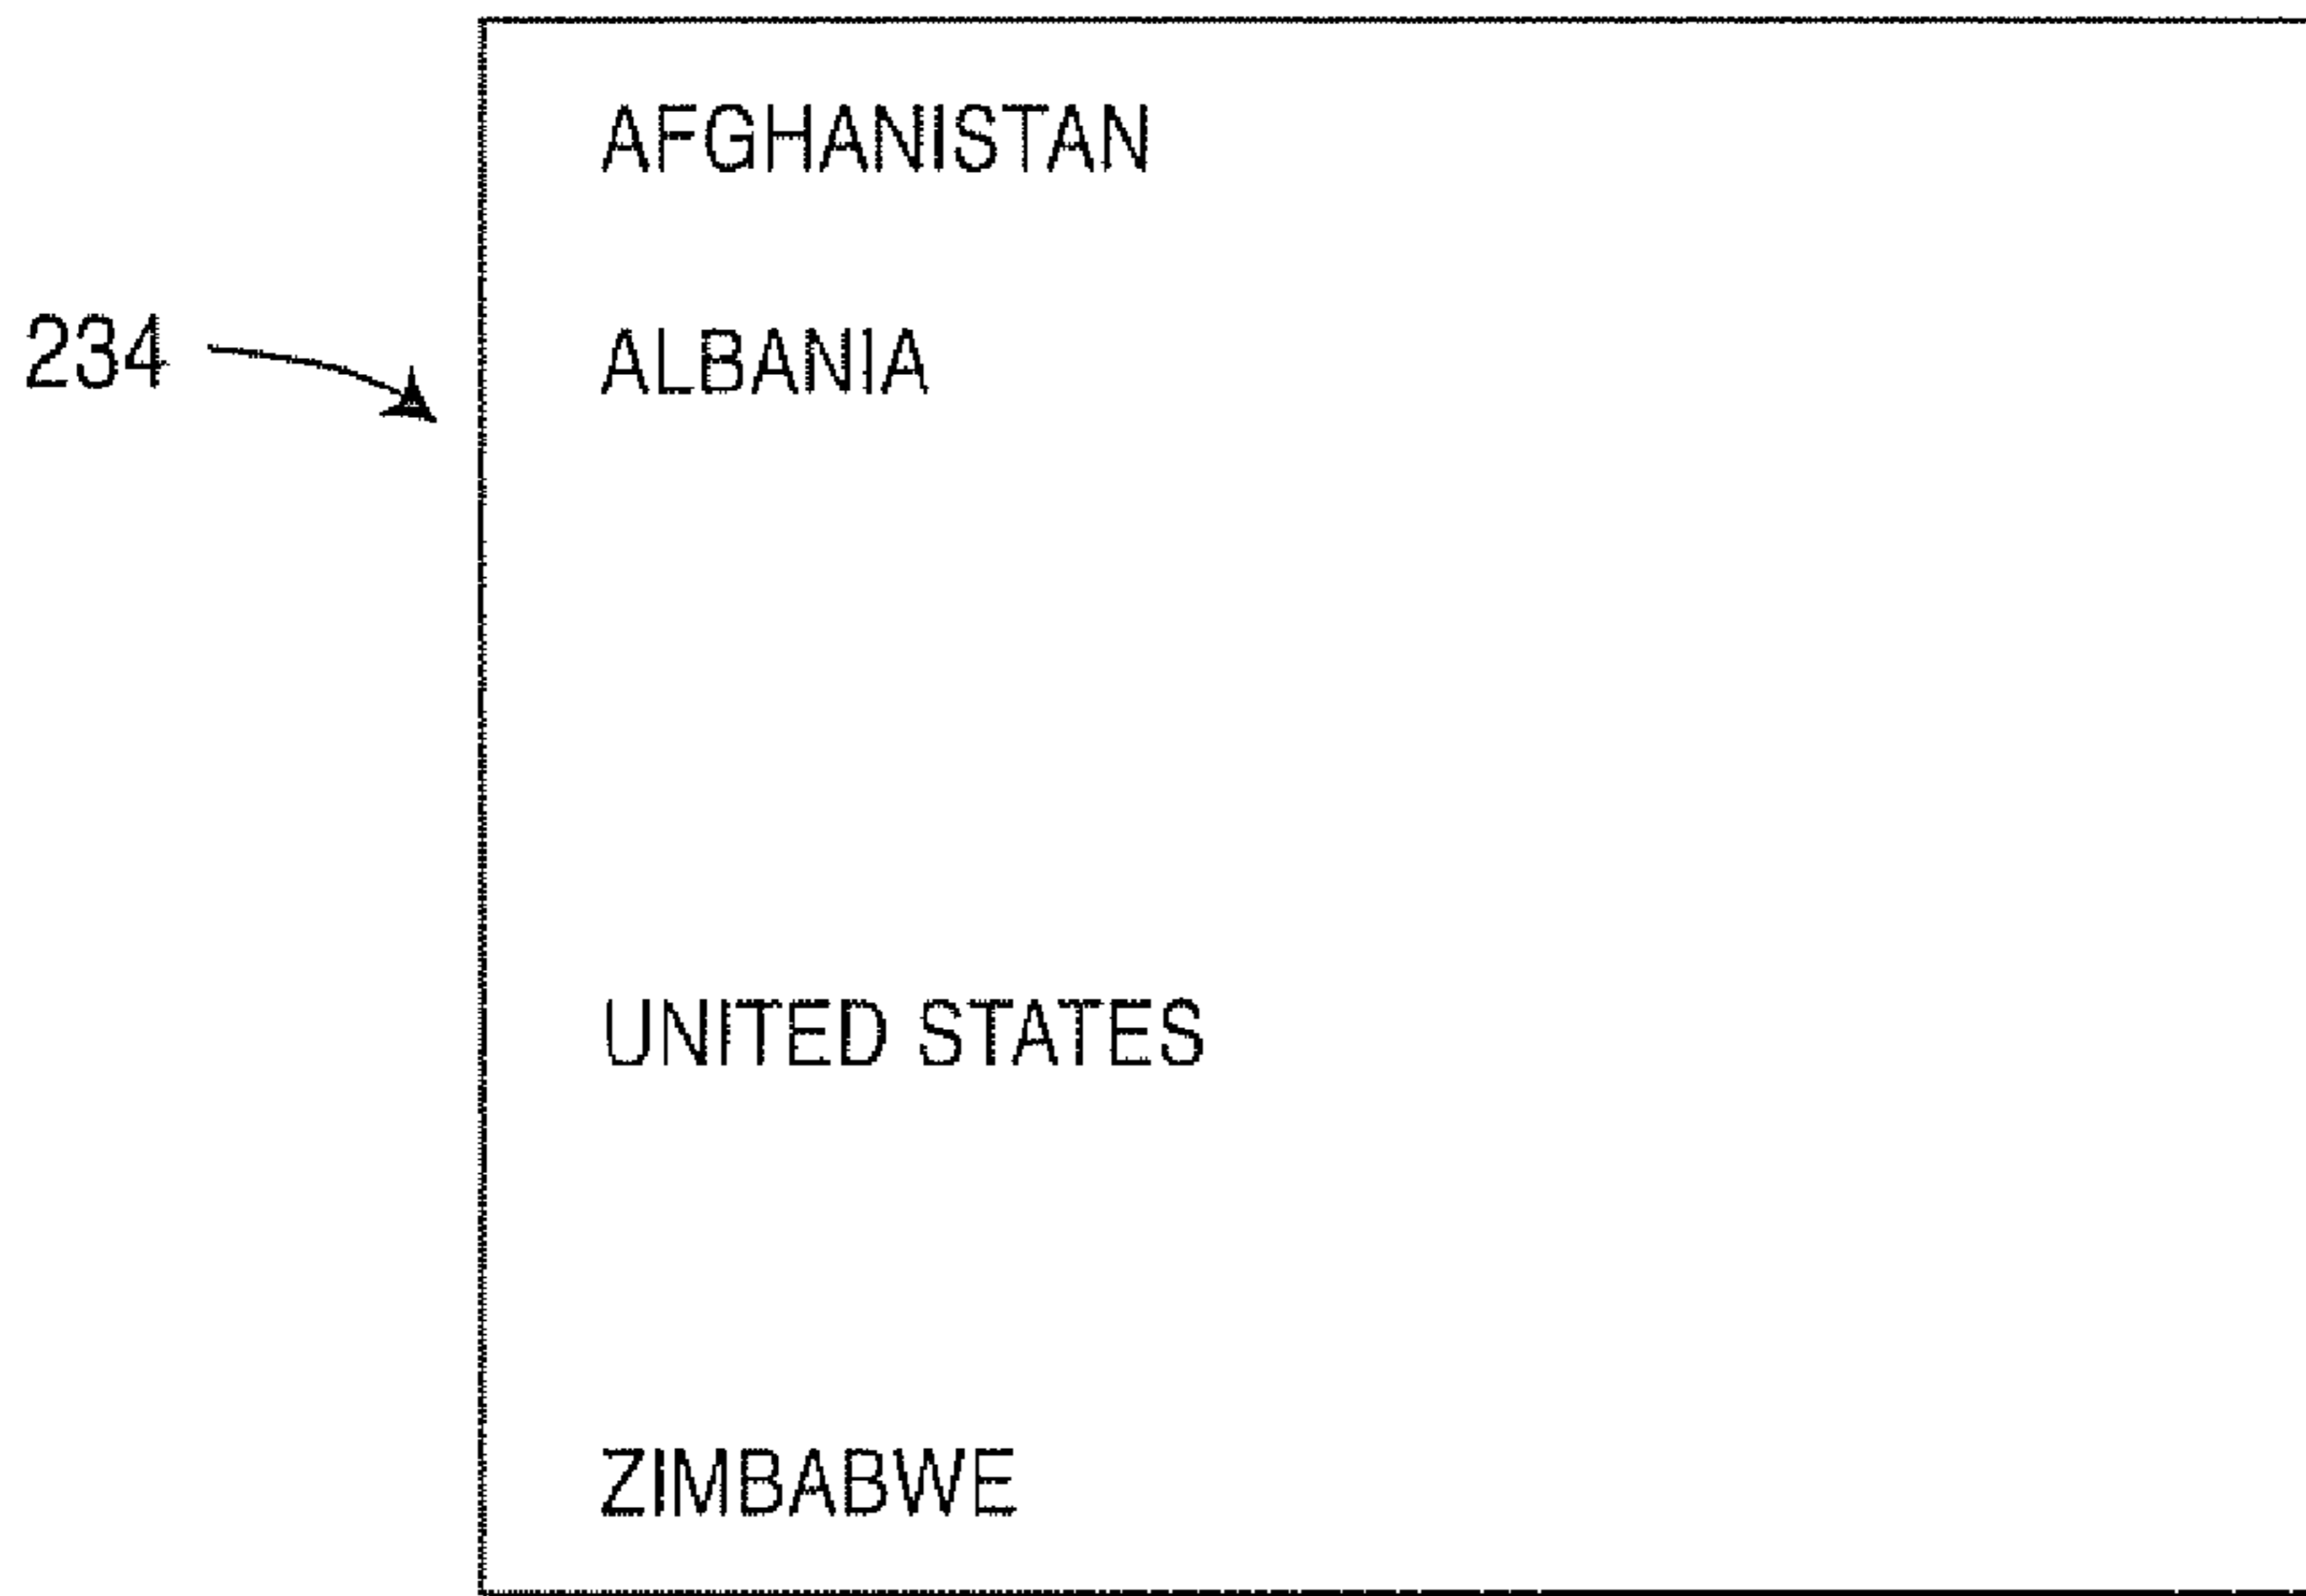 AFGHANISTAN
234
ALBANIA
UNITED STATES
ZIMBABWE